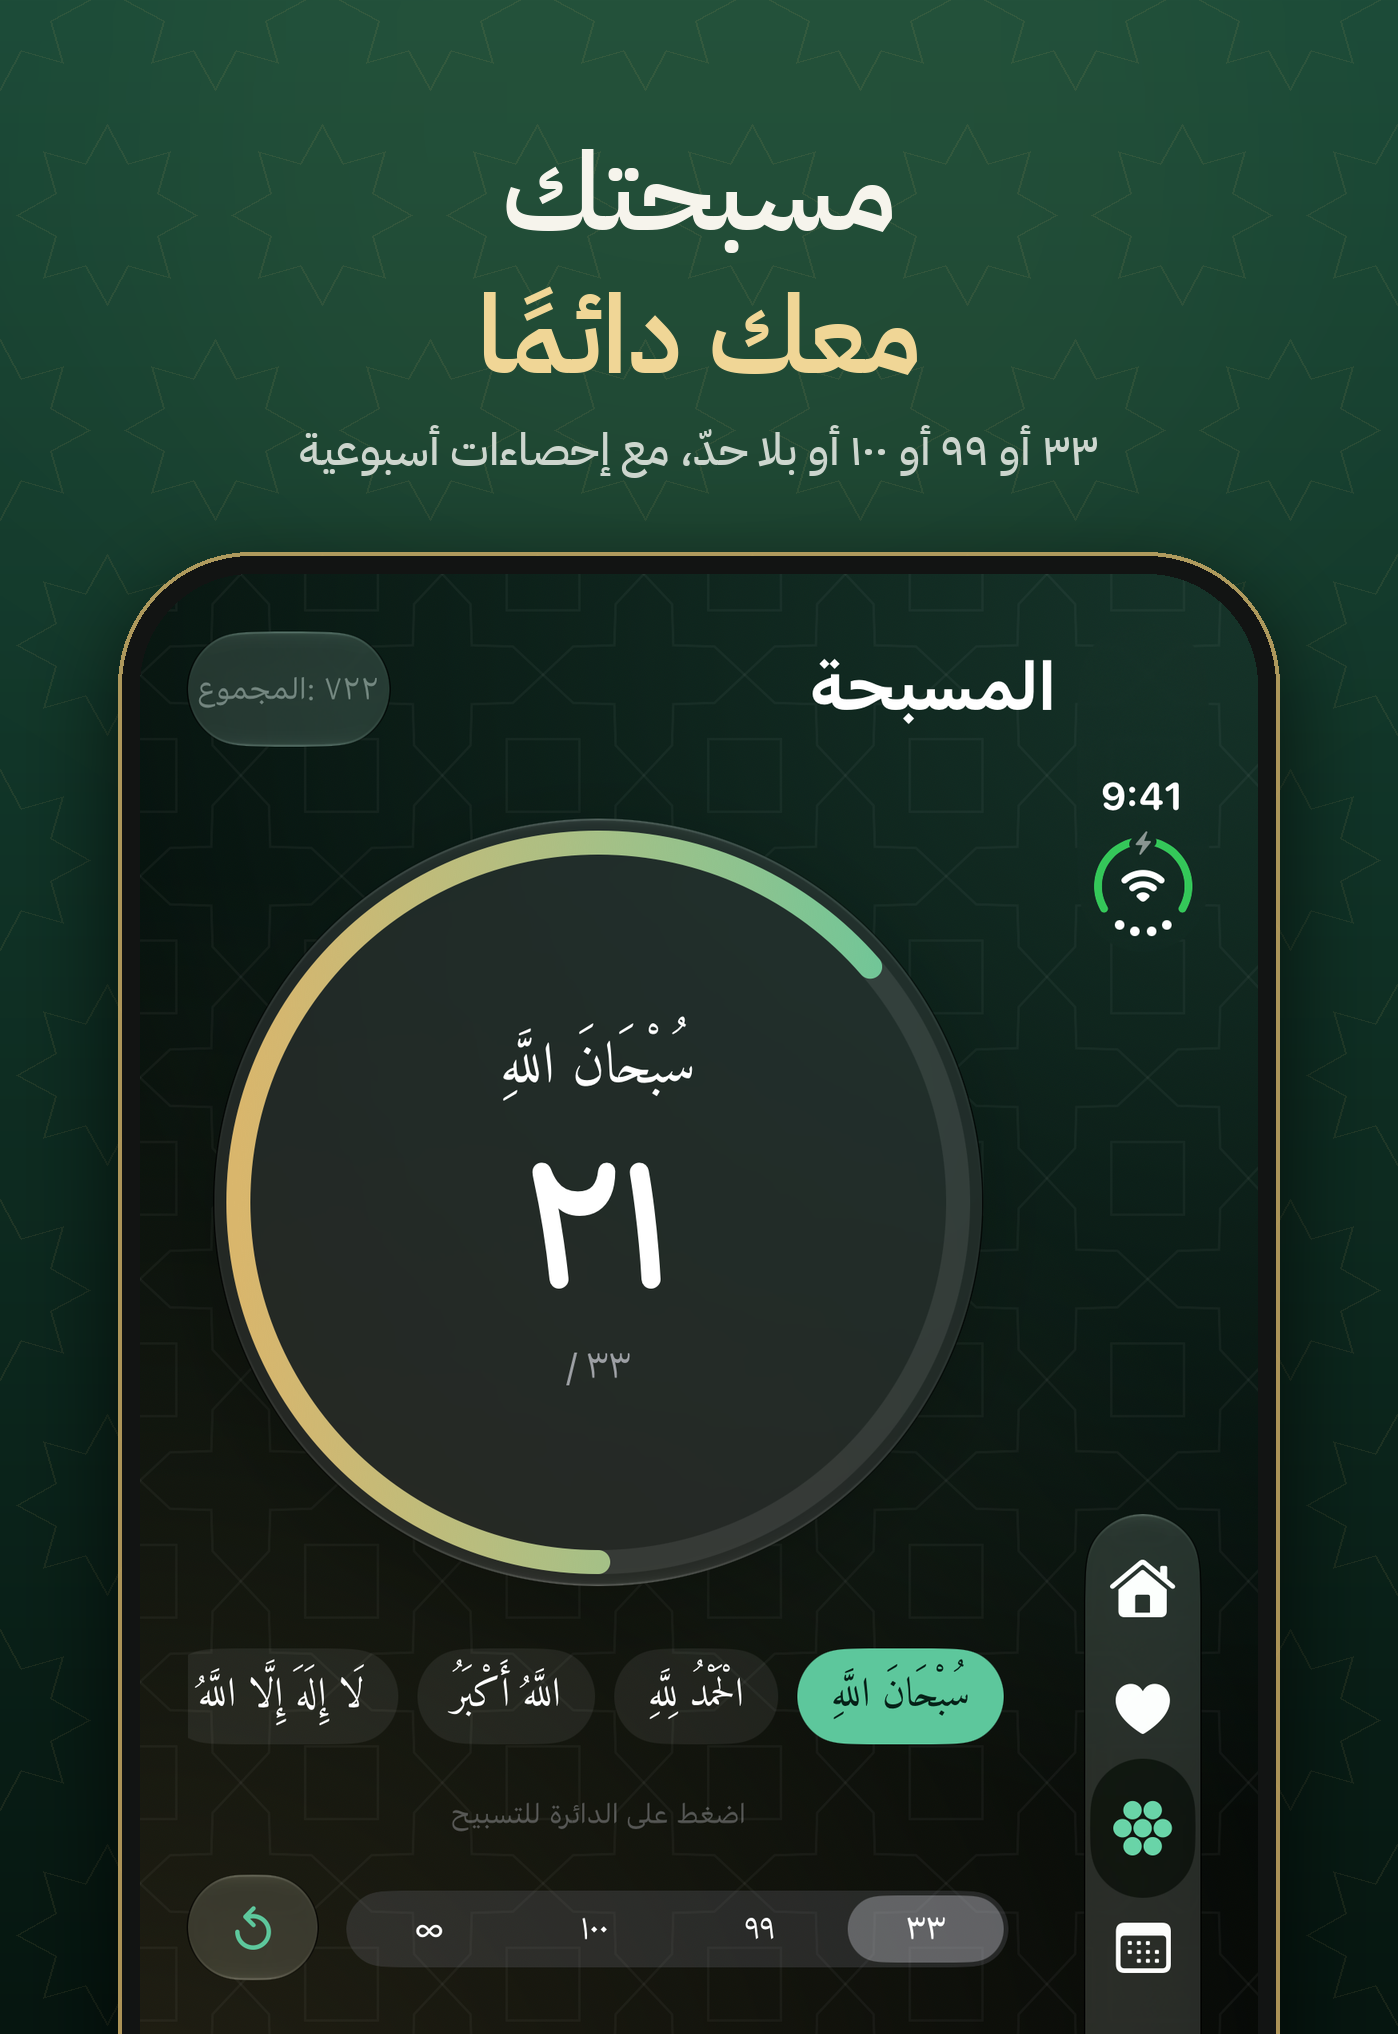 مسبحتك
معك دائمًا
٣٣ أو ٩٩ أو ١٠٠ أو بلا حدّ، مع إحصاءات أسبوعية
المسبحة
٧٢٢ :المجموع
9:41
سُبْحَانَ اللَّهِ
٢١
/ ٣٣
سُبْحَانَ اللَّهِ
الْحَمْدُ لِلَّهِ
اللَّهُ أَكْبَرُ
لَا إِلَهَ إِلَّا اللَّهُ
اضغط على الدائرة للتسبيح
٣٣
٩٩
١٠٠
∞